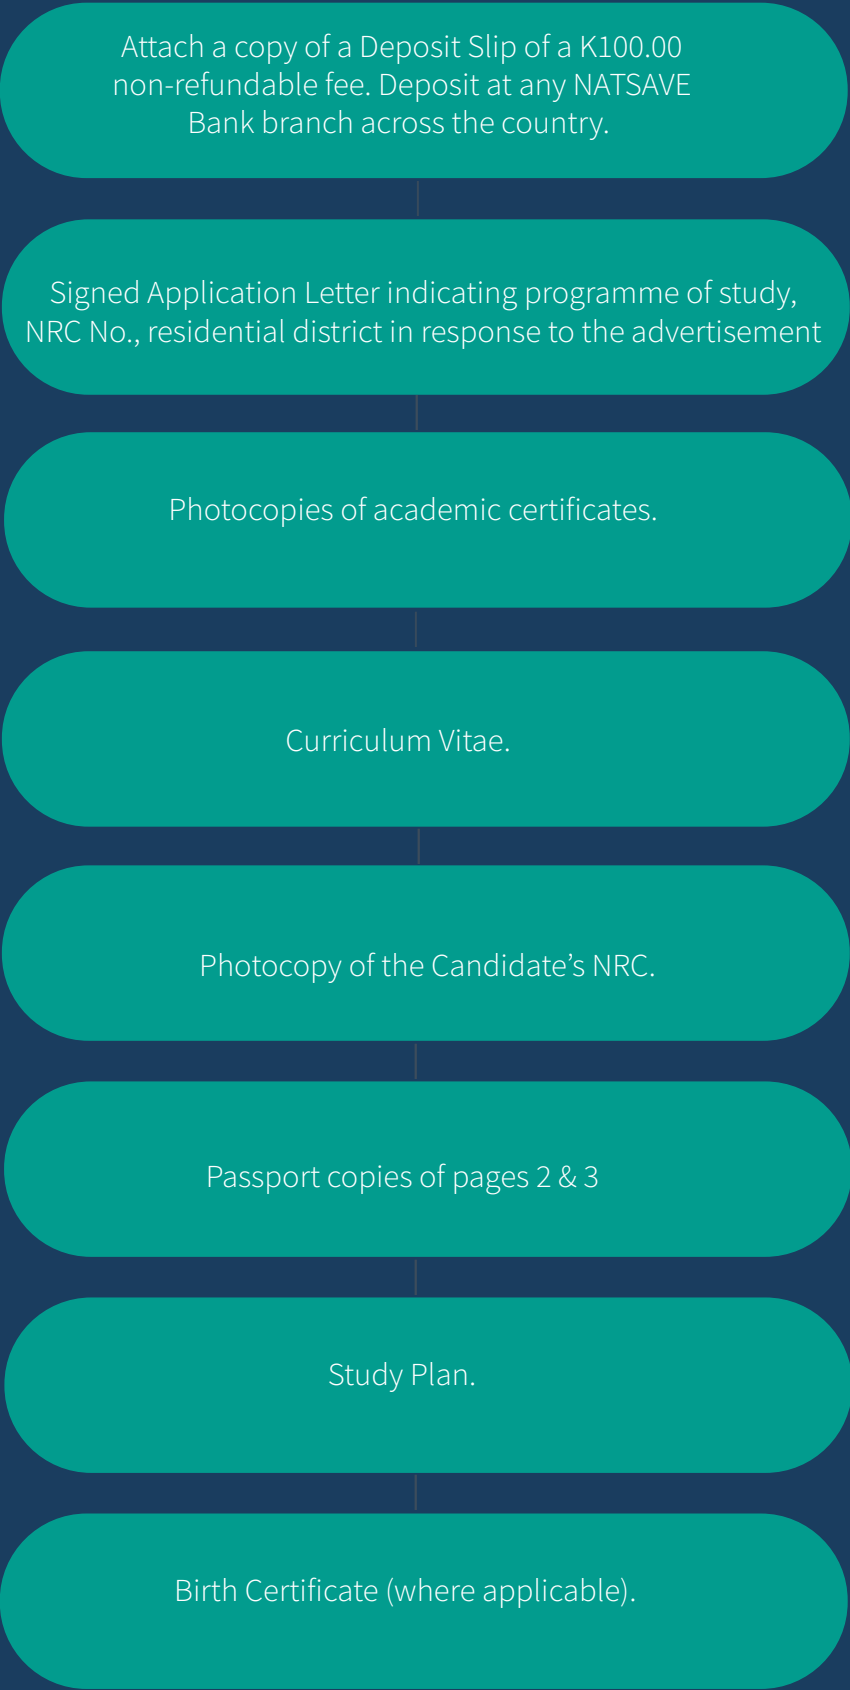 Attach a copy of a Deposit Slip of a K100.00
non-refundable fee. Deposit at any NATSAVE
Bank branch across the country.
Signed Application Letter indicating programme of study,
NRC No., residential district in response to the advertisement
Photocopies of academic certificates.
Curriculum Vitae.
Photocopy of the Candidate’s NRC.
Passport copies of pages 2 & 3
Study Plan.
Birth Certificate (where applicable).